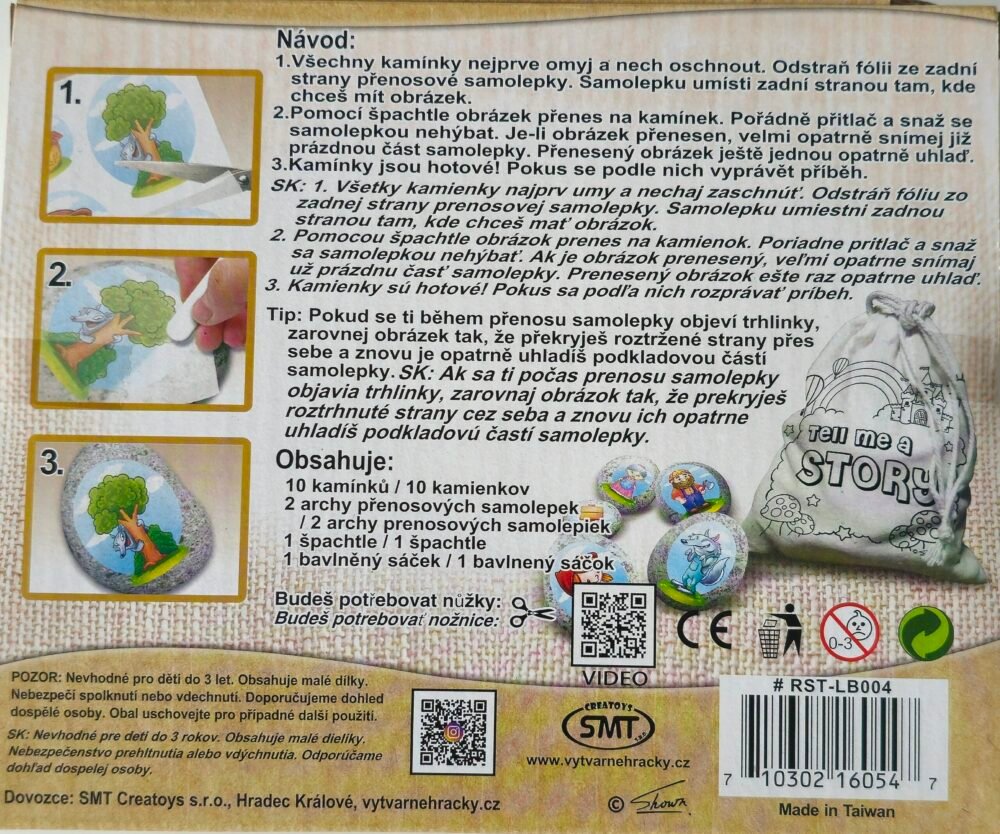 Návod:
1.Všechny kamínky nejprve omyj a nech oschnout. Odstraň fólii ze zadní
strany přenosové samolepky. Samolepku umísti zadní stranou tam, kde
chceš mít obrázek.
2.Pomocí špachtle obrázek přenes na kamínek. Pořádně přitlač a snaž se
samolepkou nehýbat. Je-li obrázek přenesen, velmi opatrně snímej již
prázdnou část samolepky. Přenesený obrázek ještě jednou opatrně uhlaď.
3.Kamínky jsou hotové! Pokus se podle nich vyprávět příběh.
SK: 1. Všetky kamienky najprv umy a nechaj zaschnúť. Odstráň fóliu zo
zadnej strany prenosovej samolepky. Samolepku umiestni zadnou
stranou tam, kde chceš mať obrázok.
2. Pomocou špachtle obrázok prenes na kamienok. Poriadne pritlač a snaž
sa samolepkou nehýbať. Ak je obrázok prenesený, veľmi opatrne snímaj
už prázdnu časť samolepky. Prenesený obrázok ešte raz opatrne uhlaď.
3. Kamienky sú hotové! Pokus sa podľa nich rozprávať príbeh.
1.
2.
3.
Tip: Pokud se ti během přenosu samolepky objeví trhlinky,
zarovnej obrázek tak, že překryješ roztržené strany přes
sebe a znovu je opatrně uhladíš podkladovou částí
samolepky. SK: Ak sa ti počas prenosu samolepky
objavia trhlinky, zarovnaj obrázok tak, že prekryješ
roztrhnuté strany cez seba a znovu ich opatrne
uhladíš podkladovú častí samolepky.
Tell me a
STORY
Obsahuje:
10 kamínků / 10 kamienkov
2 archy přenosových samolepek
/ 2 archy prenosových samolepiek
1 špachtle / 1 špachtle
1 bavlněný sáček / 1 bavlnený sáčok
Budeš potřebovat nůžky:
Budeš potrebovať nožnice:
VIDEO
CE
0-3
POZOR: Nevhodné pro děti do 3 let. Obsahuje malé dílky.
Nebezpečí spolknutí nebo vdechnutí. Doporučujeme dohled
dospělé osoby. Obal uschovejte pro případné další použití.
SK: Nevhodné pre deti do 3 rokov. Obsahuje malé dieliky.
Nebezpečenstvo prehltnutia alebo vdýchnutia. Odporúčame
dohľad dospelej osoby.
Dovozce: SMT Creatoys s.r.o., Hradec Králové, vytvarnehracky.cz
CREATOYS
SMT
s.r.o.
www.vytvarnehracky.cz
© Shown
# RST-LB004
7 10302 16054 7
Made in Taiwan